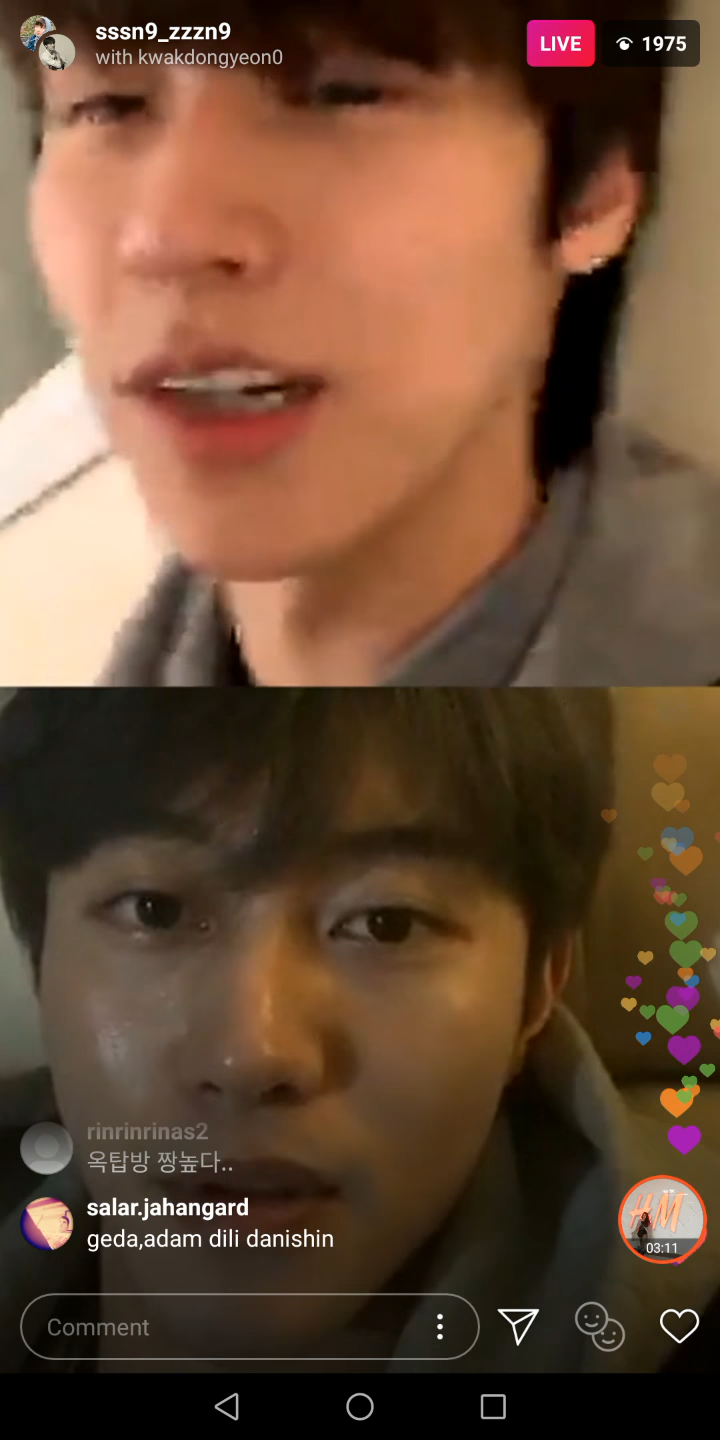 sssn9_zzzn9
with kwakdongyeon0
LIVE
1975
rinrinrinas2
옥탑방 짱높다..
salar.jahangard
geda,adam dili danishin
HM
03:11
Comment